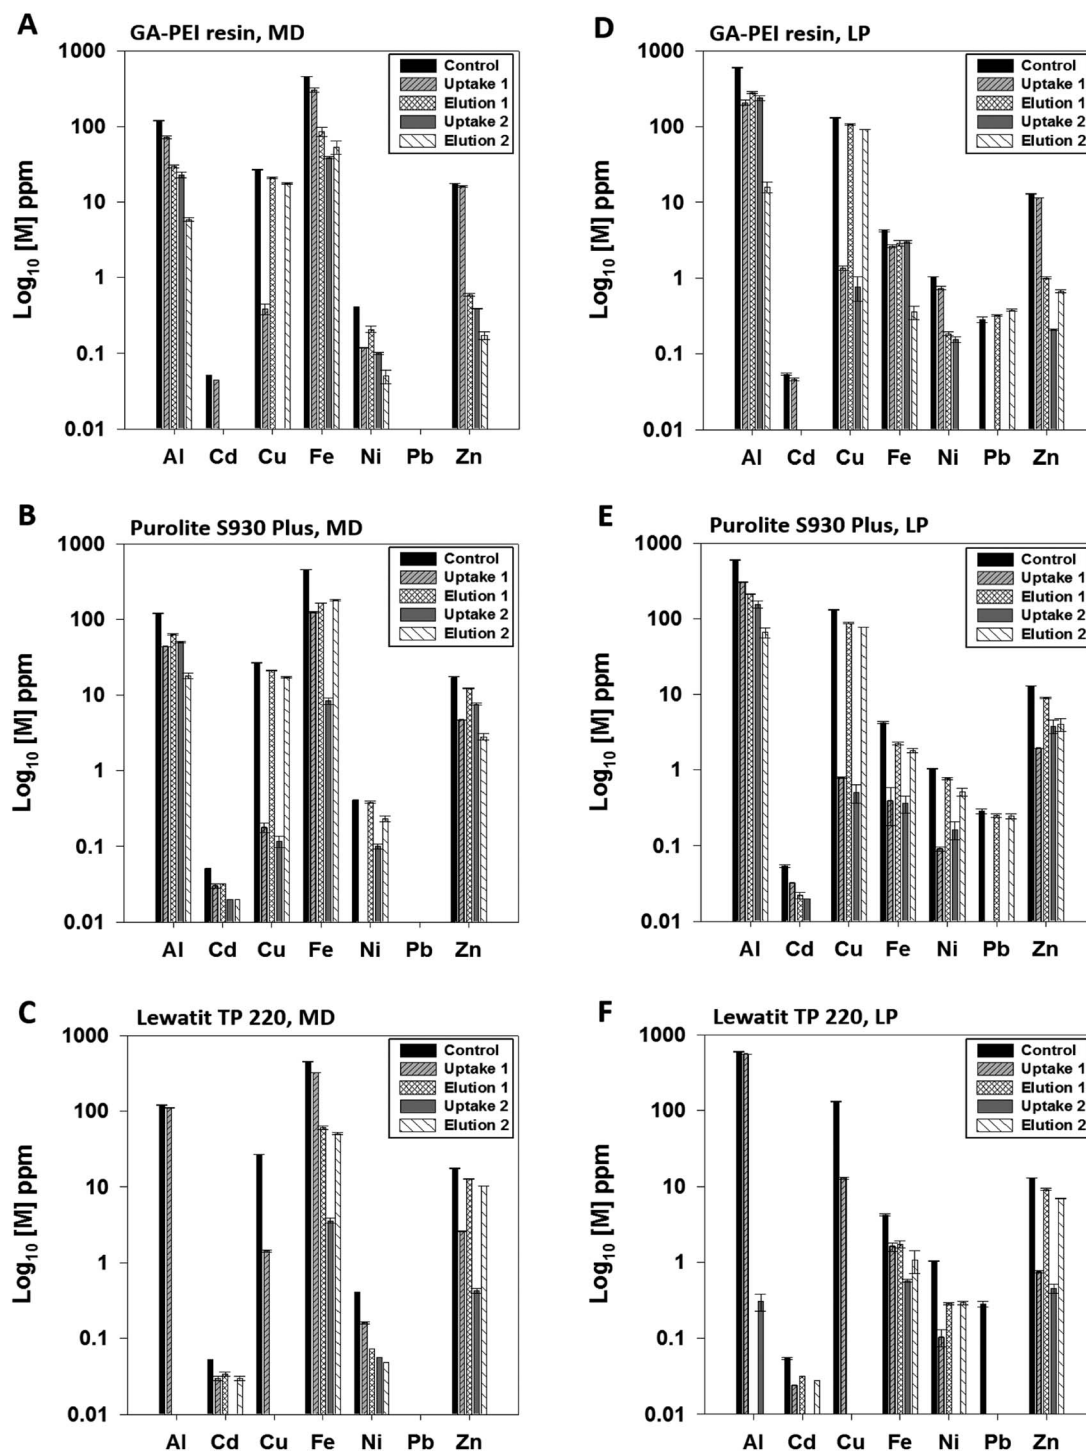 A
GA-PEI resin, MD
1000
100
10
1
0.1
0.01
Log10 [M] ppm
Control
Uptake 1
Elution 1
Uptake 2
Elution 2
Al Cd Cu Fe Ni Pb Zn
D
GA-PEI resin, LP
1000
100
10
1
0.1
0.01
Log10 [M] ppm
Control
Uptake 1
Elution 1
Uptake 2
Elution 2
Al Cd Cu Fe Ni Pb Zn
B
Purolite S930 Plus, MD
1000
100
10
1
0.1
0.01
Log10 [M] ppm
Control
Uptake 1
Elution 1
Uptake 2
Elution 2
Al Cd Cu Fe Ni Pb Zn
E
Purolite S930 Plus, LP
1000
100
10
1
0.1
0.01
Log10 [M] ppm
Control
Uptake 1
Elution 1
Uptake 2
Elution 2
Al Cd Cu Fe Ni Pb Zn
C
Lewatit TP 220, MD
1000
100
10
1
0.1
0.01
Log10 [M] ppm
Control
Uptake 1
Elution 1
Uptake 2
Elution 2
Al Cd Cu Fe Ni Pb Zn
F
Lewatit TP 220, LP
1000
100
10
1
0.1
0.01
Log10 [M] ppm
Control
Uptake 1
Elution 1
Uptake 2
Elution 2
Al Cd Cu Fe Ni Pb Zn